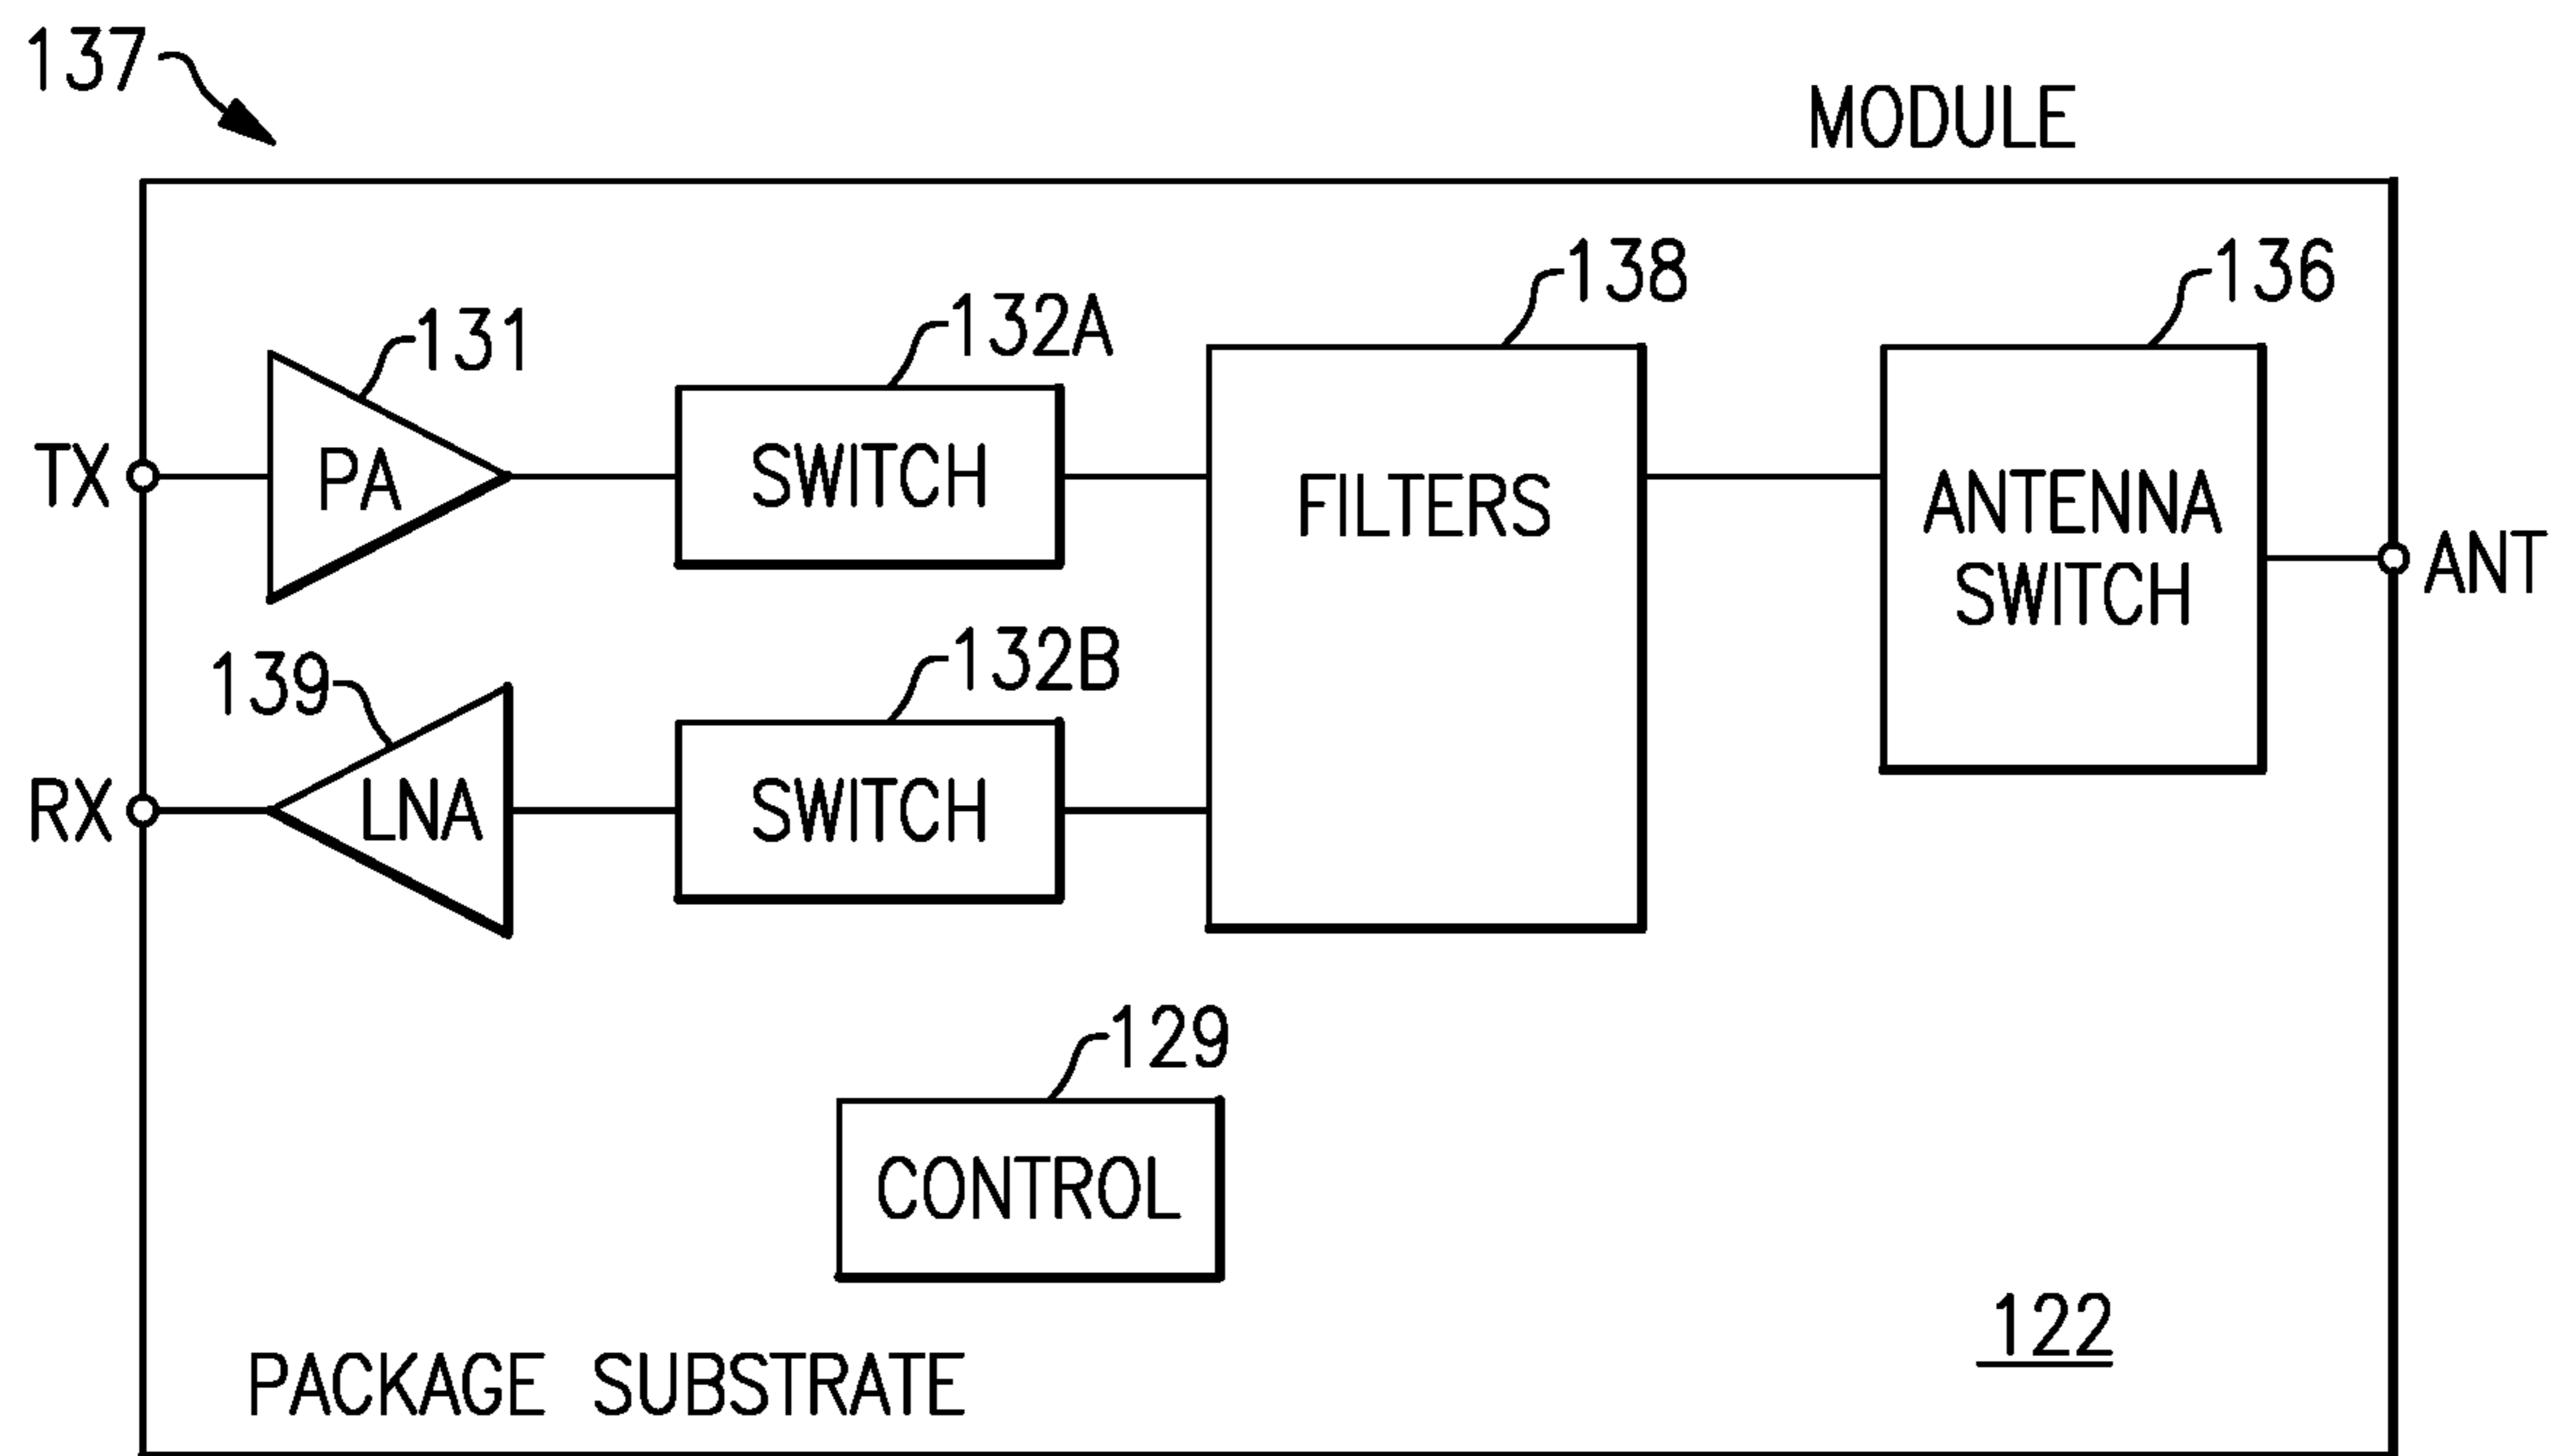 137
MODULE
138
136
131
132A
TX
PA
SWITCH
FILTERS
ANTENNA
SWITCH
ANT
139
132B
RX
LNA
SWITCH
129
CONTROL
122
PACKAGE SUBSTRATE